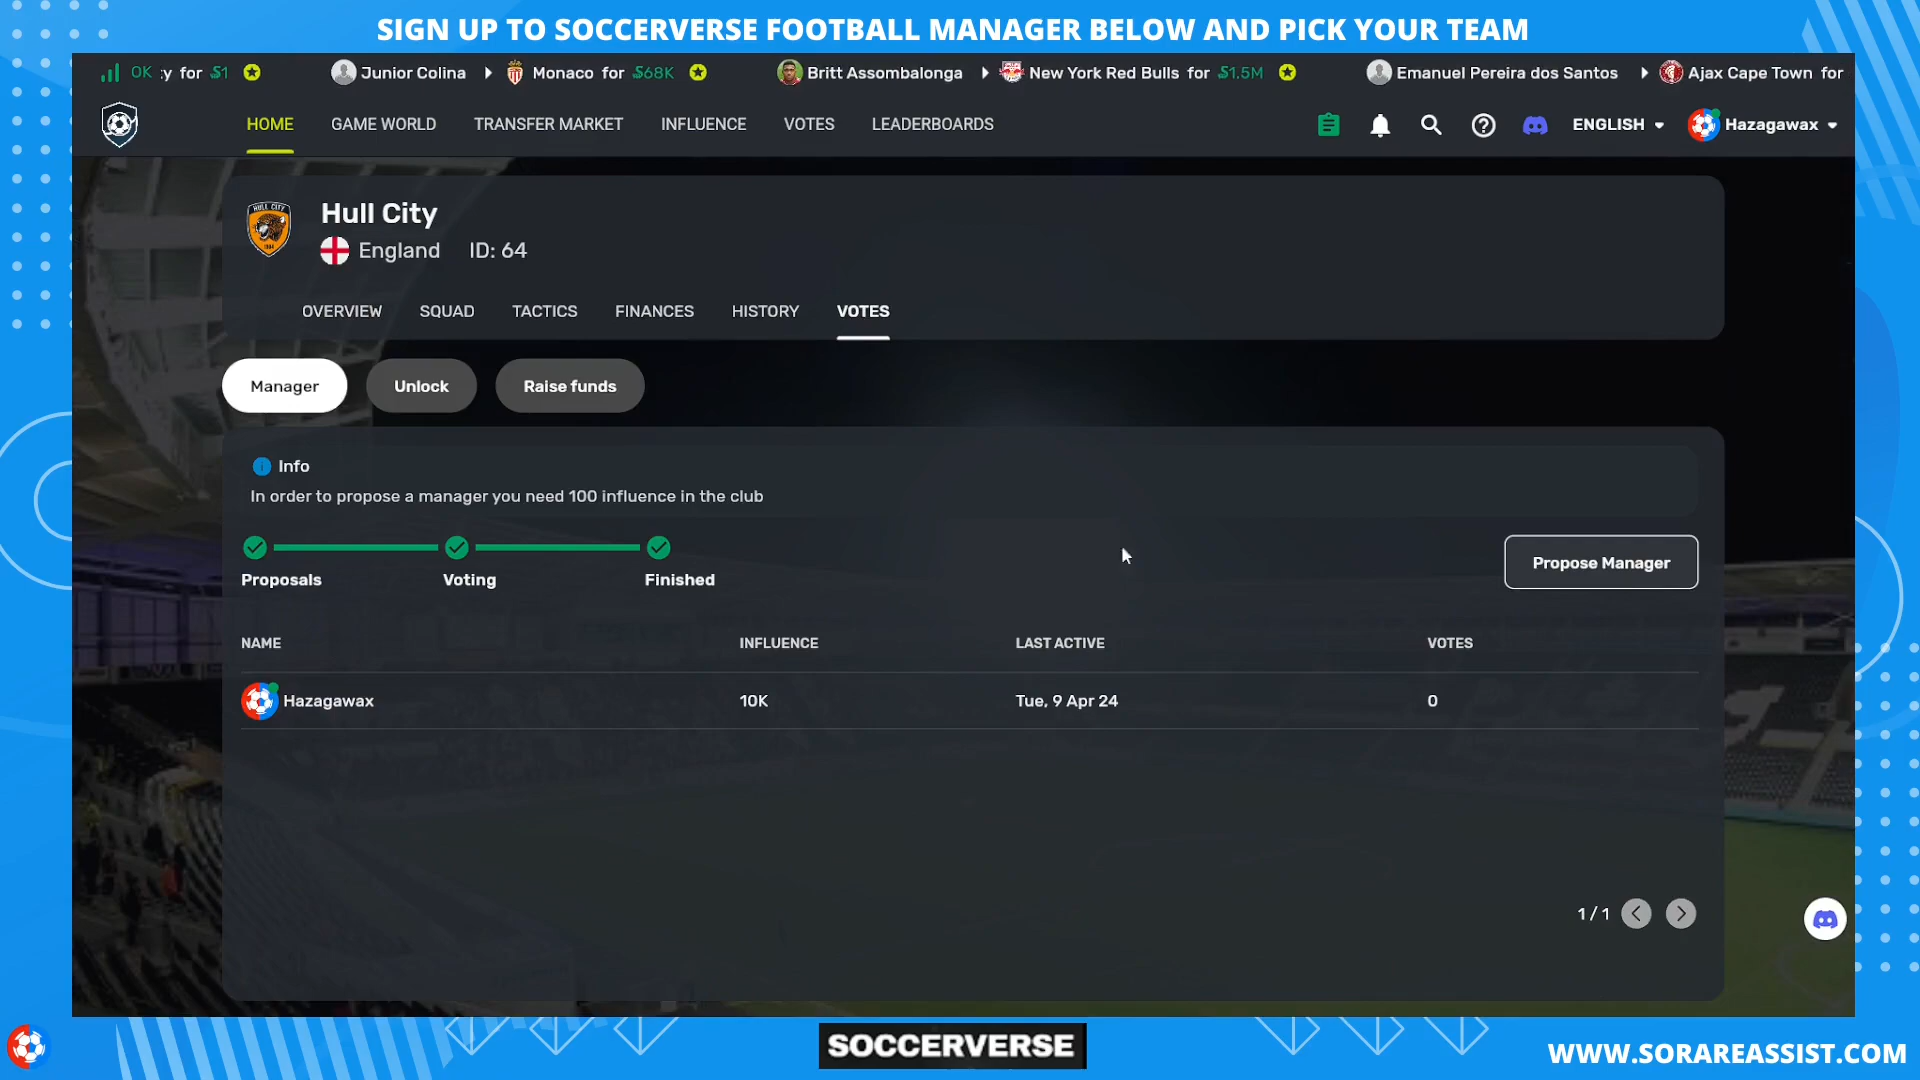 SIGN UP TO SOCCERVERSE FOOTBALL MANAGER BELOW AND PICK YOUR TEAM
OK :y for $1 Junior Colina Monaco for $68K Britt Assombalonga New York Red Bulls for $1.5M Emanuel Pereira dos Santos Ajax Cape Town for
HOME GAME WORLD TRANSFER MARKET INFLUENCE VOTES LEADERBOARDS ENGLISH Hazagawax
HULL CITY
1904
Hull City
England ID: 64
OVERVIEW SQUAD TACTICS FINANCES HISTORY VOTES
Manager Unlock Raise funds
Info
In order to propose a manager you need 100 influence in the club
Proposals Voting Finished
Propose Manager
NAME INFLUENCE LAST ACTIVE VOTES
Hazagawax 10K Tue, 9 Apr 24 0
1 / 1
SOCCERVERSE
WWW.SORAREASSIST.COM